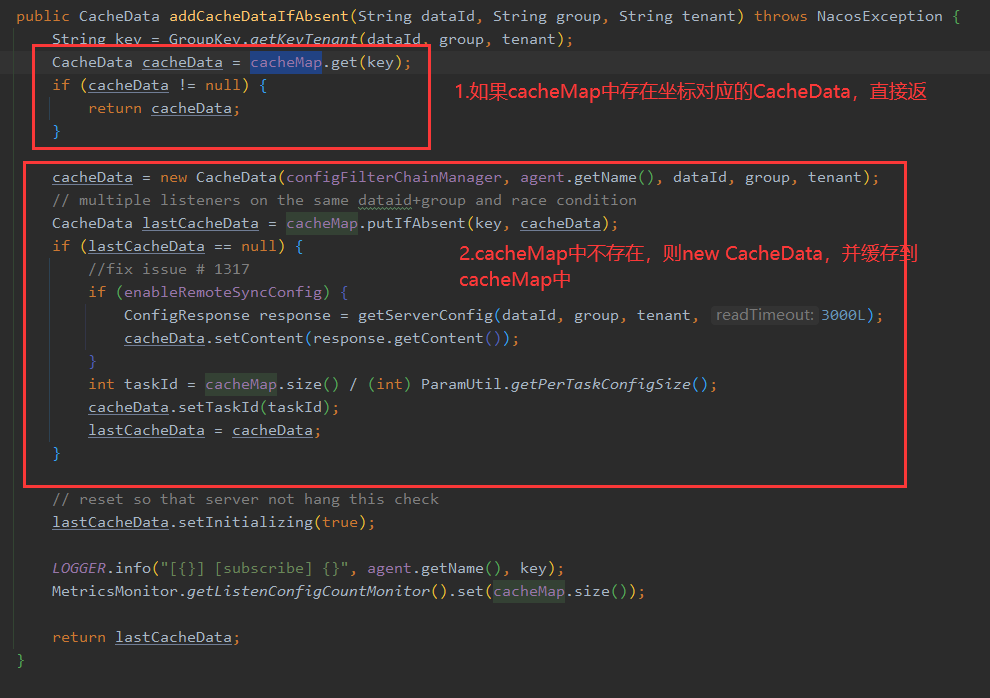 public CacheData addCacheDataIfAbsent(String dataId, String group, String tenant) throws NacosException {
String key = GroupKey.getKeyTenant(dataId, group, tenant);
CacheData cacheData = cacheMap.get(key);
if (cacheData != null) {
return cacheData;
}
1.如果cacheMap中存在坐标对应的CacheData，直接返
cacheData = new CacheData(configFilterChainManager, agent.getName(), dataId, group, tenant);
// multiple listeners on the same dataid+group and race condition
CacheData lastCacheData = cacheMap.putIfAbsent(key, cacheData);
if (lastCacheData == null) {
//fix issue # 1317
if (enableRemoteSyncConfig) {
ConfigResponse response = getServerConfig(dataId, group, tenant, readTimeout: 3000L);
cacheData.setContent(response.getContent());
}
int taskId = cacheMap.size() / (int) ParamUtil.getPerTaskConfigSize();
cacheData.setTaskId(taskId);
lastCacheData = cacheData;
}
2.cacheMap中不存在，则new CacheData，并缓存到
cacheMap中
// reset so that server not hang this check
lastCacheData.setInitializing(true);
LOGGER.info("[{}] [subscribe] {}", agent.getName(), key);
MetricsMonitor.getListenConfigCountMonitor().set(cacheMap.size());
return lastCacheData;
}